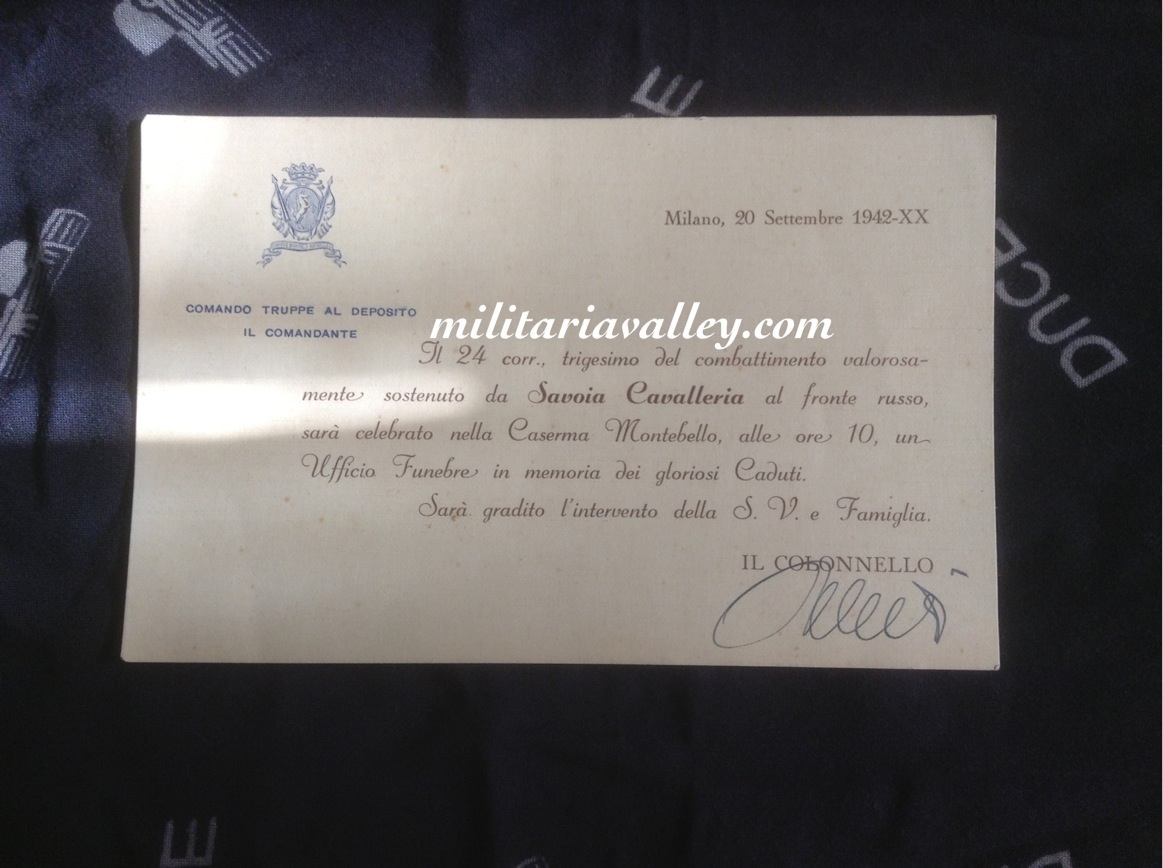 Milano, 20 Settembre 1942-XX
COMANDO TRUPPE AL DEPOSITO
IL COMANDANTE
militariavalley.com
Il 24 corr., trigesimo del combattimento valorosa-
mente sostenuto da Savoia Cavalleria al fronte russo,
sarà celebrato nella Caserma Montebello, alle ore 10, un
Ufficio Funebre in memoria dei gloriosi Caduti.
Sarà gradito l'intervento della S. V. e Famiglia.
IL COLONNELLO
E
DUCE
E